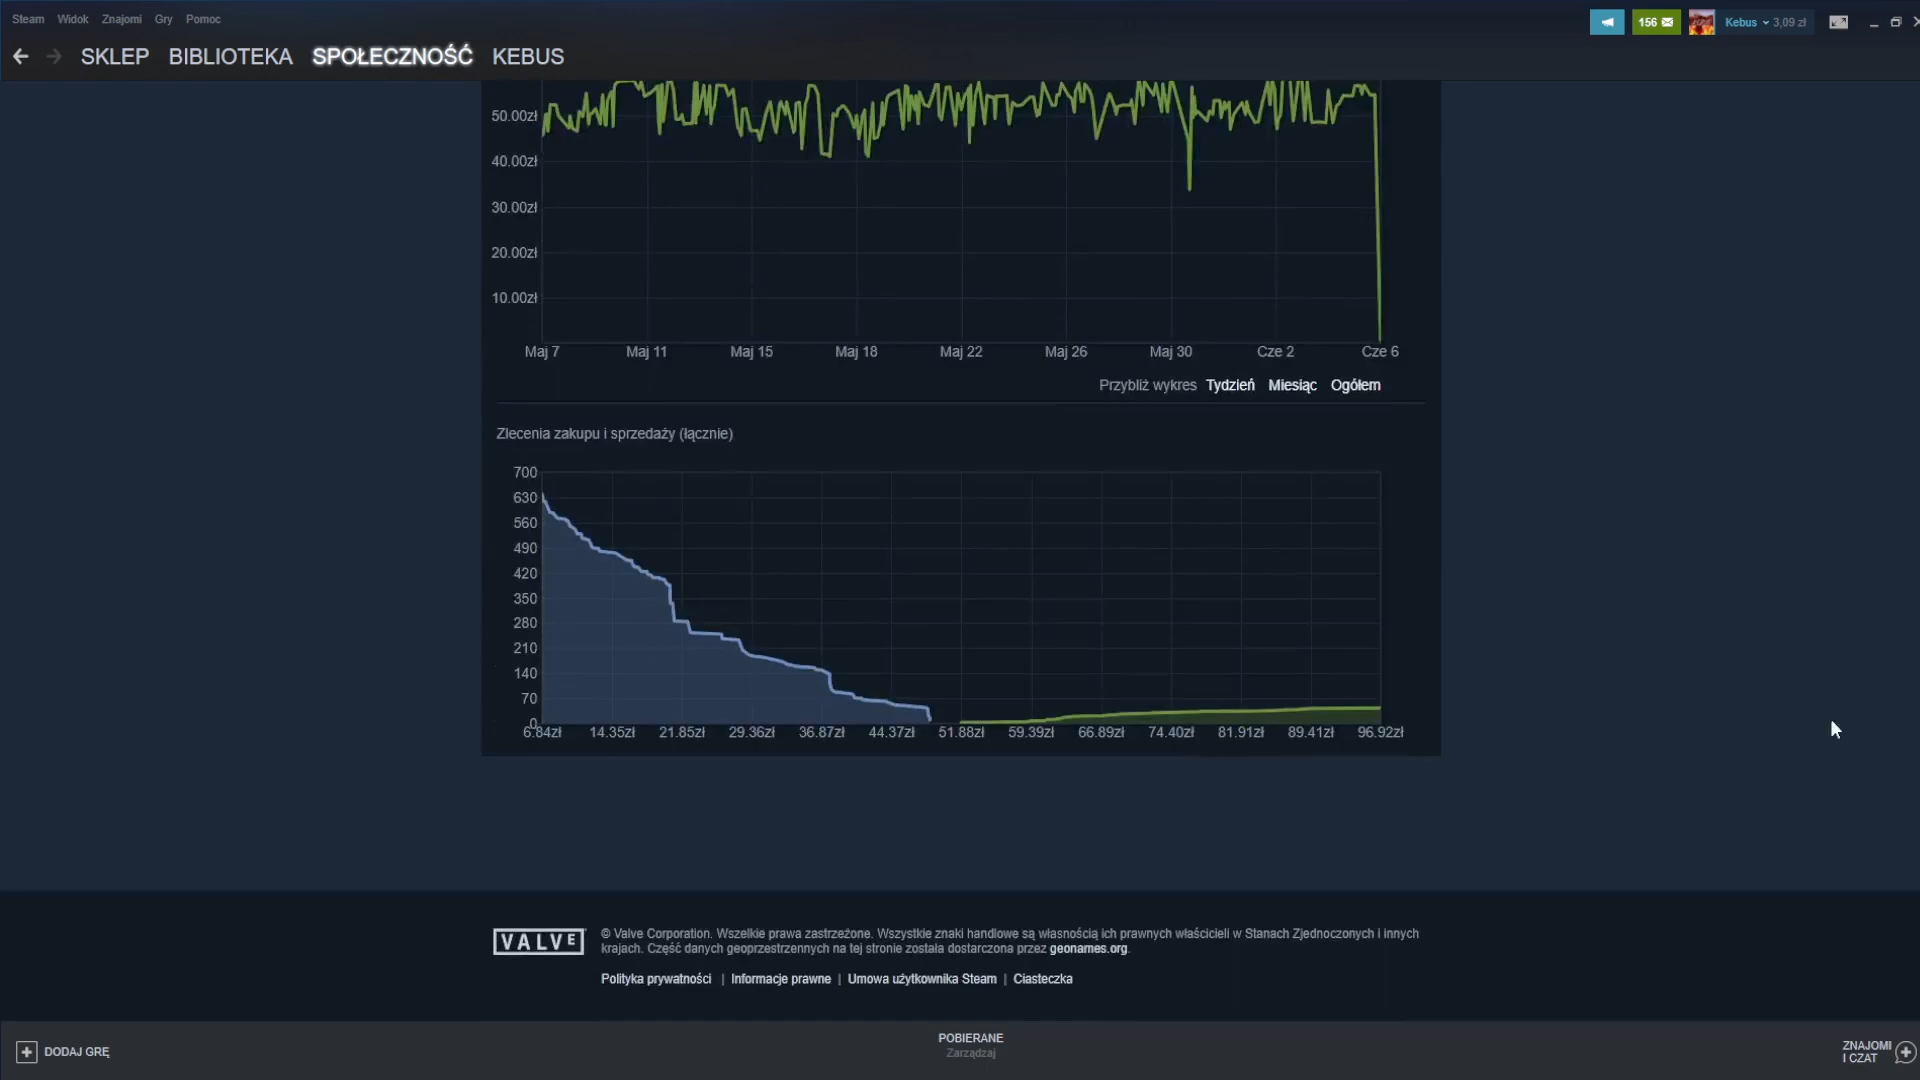 Steam Widok Znajomi Gry Pomoc
156 Kebus 3,09 zł
SKLEP BIBLIOTEKA SPOŁECZNOŚĆ KEBUS
50.00zł
40.00zł
30.00zł
20.00zł
10.00zł
Maj 7 Maj 11 Maj 15 Maj 18 Maj 22 Maj 26 Maj 30 Cze 2 Cze 6
Przybliż wykres Tydzień Miesiąc Ogółem
Zlecenia zakupu i sprzedaży (łącznie)
700
630
560
490
420
350
280
210
140
70
0
6.84zł 14.35zł 21.85zł 29.36zł 36.87zł 44.37zł 51.88zł 59.39zł 66.89zł 74.40zł 81.91zł 89.41zł 96.92zł
VALVE
© Valve Corporation. Wszelkie prawa zastrzeżone. Wszystkie znaki handlowe są własnością ich prawnych właścicieli w Stanach Zjednoczonych i innych
krajach. Część danych geoprzestrzennych na tej stronie została dostarczona przez geonames.org.
Polityka prywatności | Informacje prawne | Umowa użytkownika Steam | Ciasteczka
DODAJ GRĘ
POBIERANE
Zarządzaj
ZNAJOMI
I CZAT